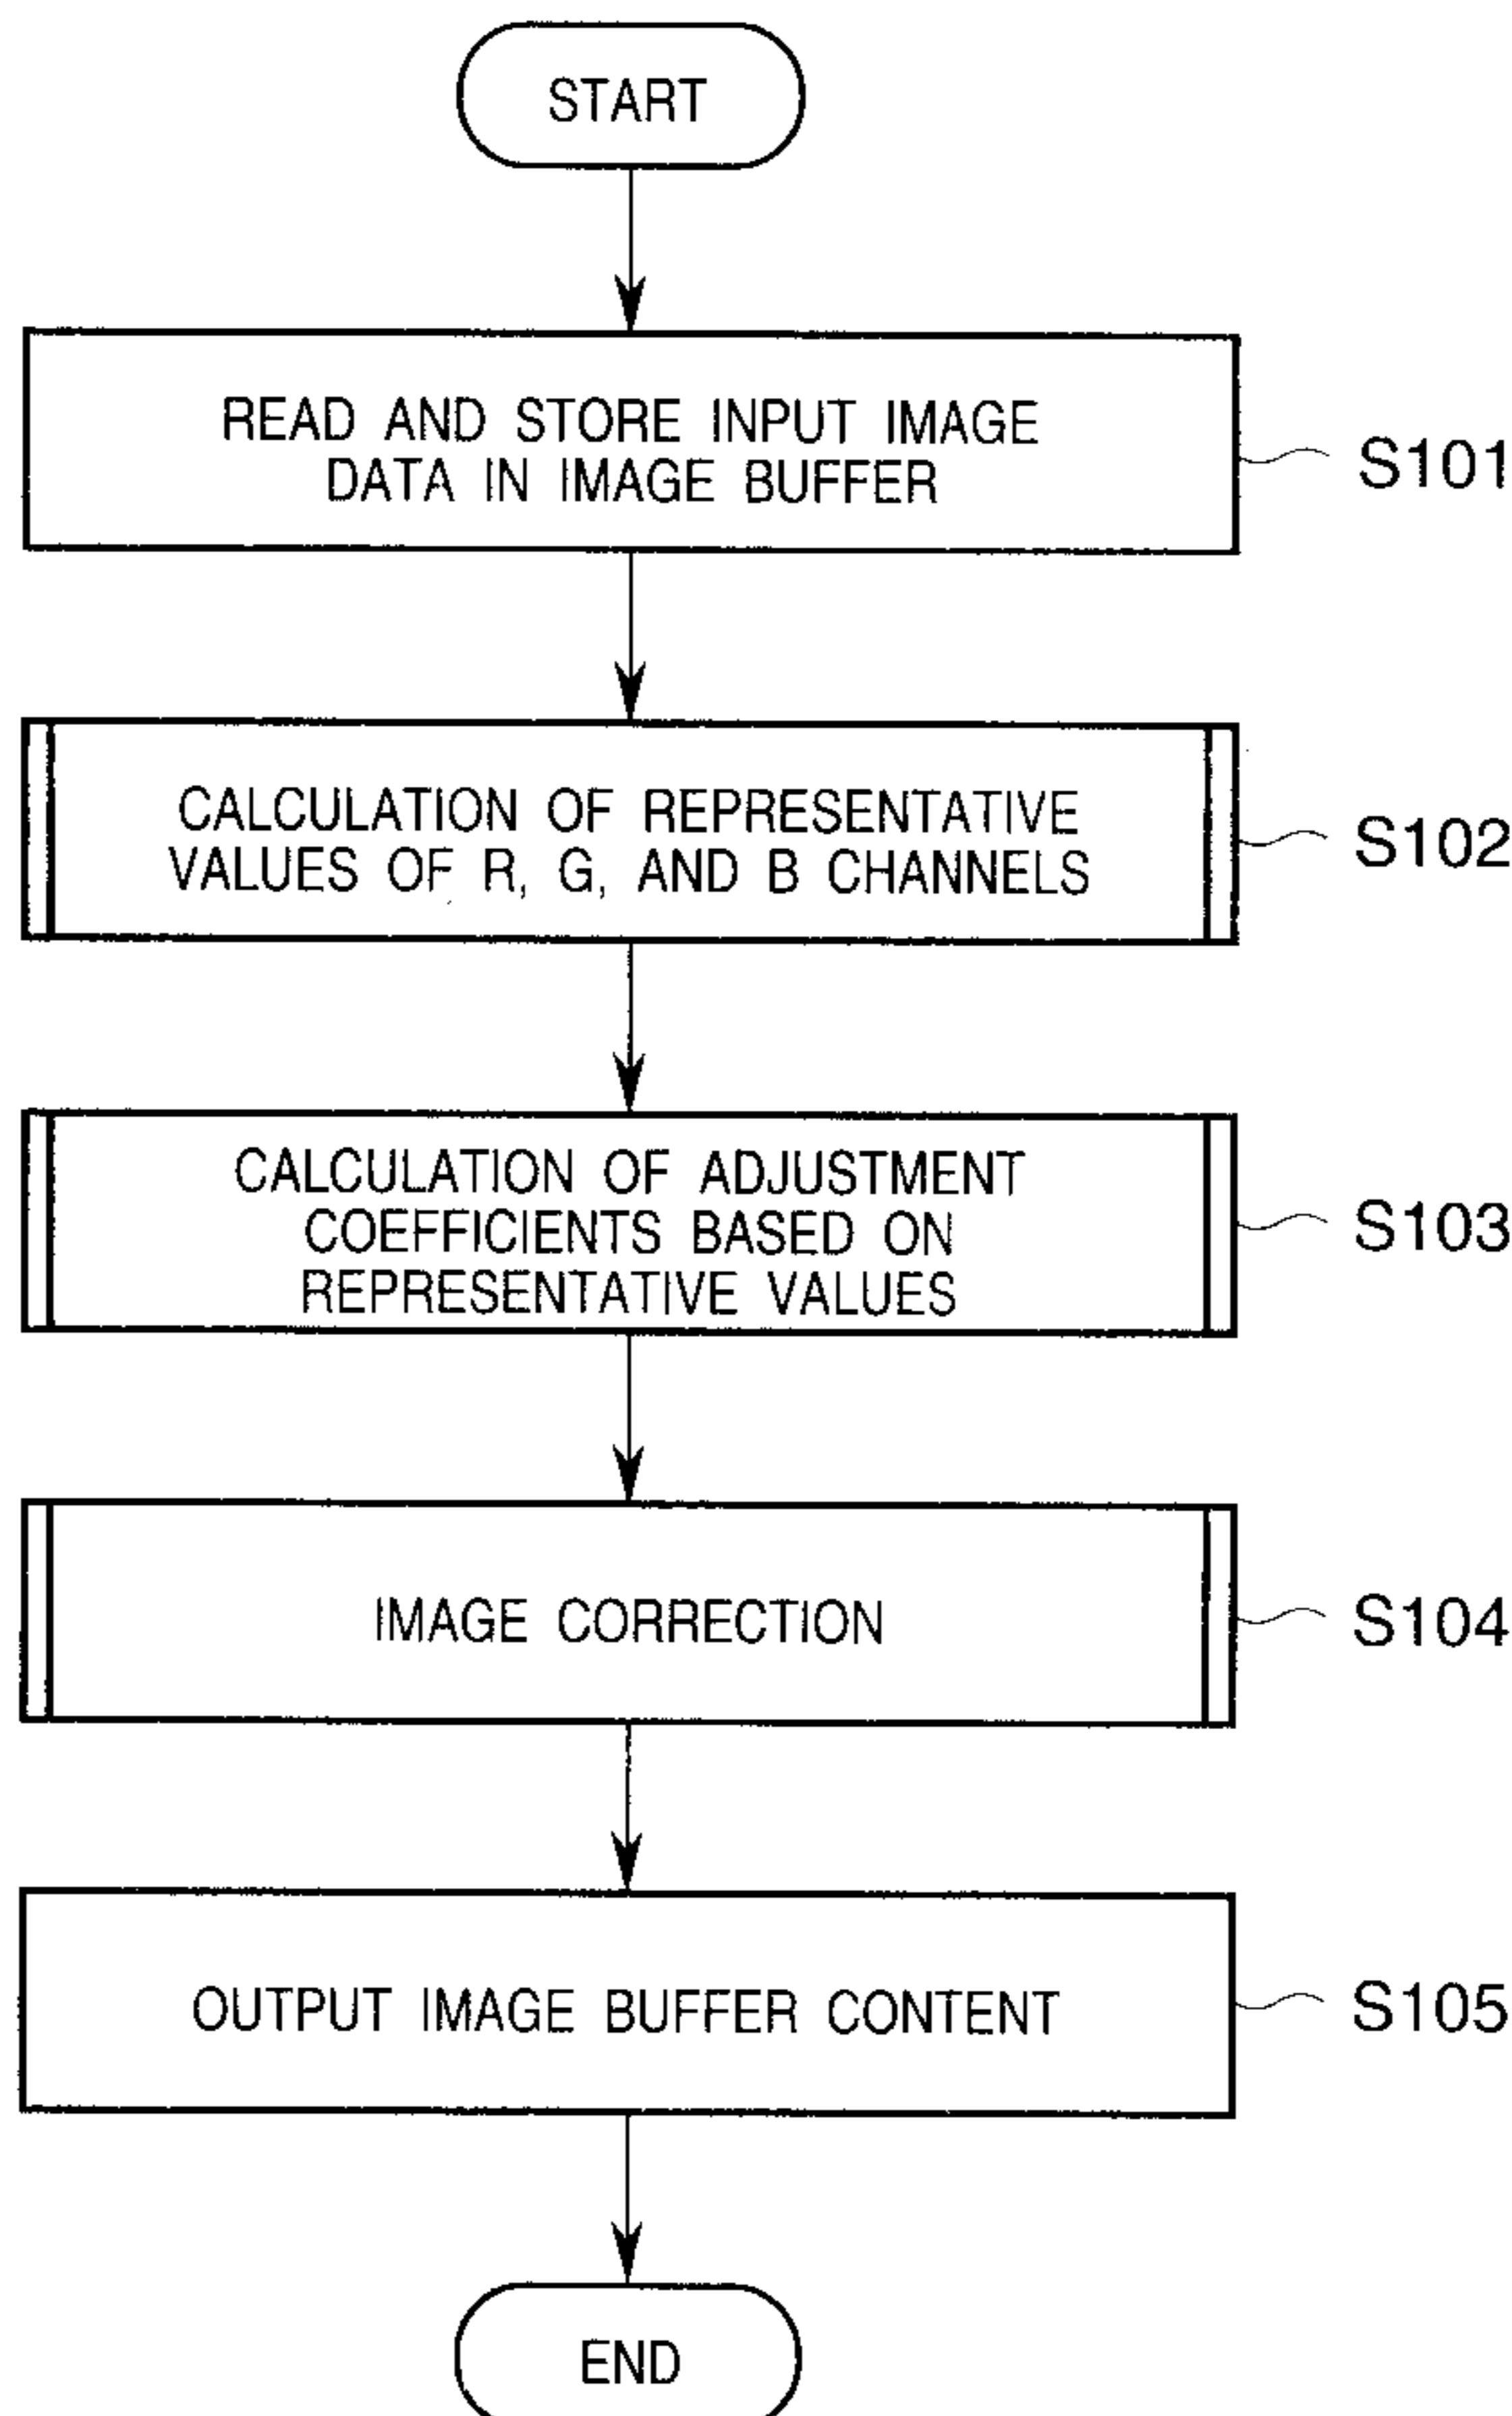 START
READ AND STORE INPUT IMAGE
DATA IN IMAGE BUFFER
S101
CALCULATION OF REPRESENTATIVE
VALUES OF R, G, AND B CHANNELS
S102
CALCULATION OF ADJUSTMENT
COEFFICIENTS BASED ON
REPRESENTATIVE VALUES
S103
IMAGE CORRECTION
S104
OUTPUT IMAGE BUFFER CONTENT
S105
END